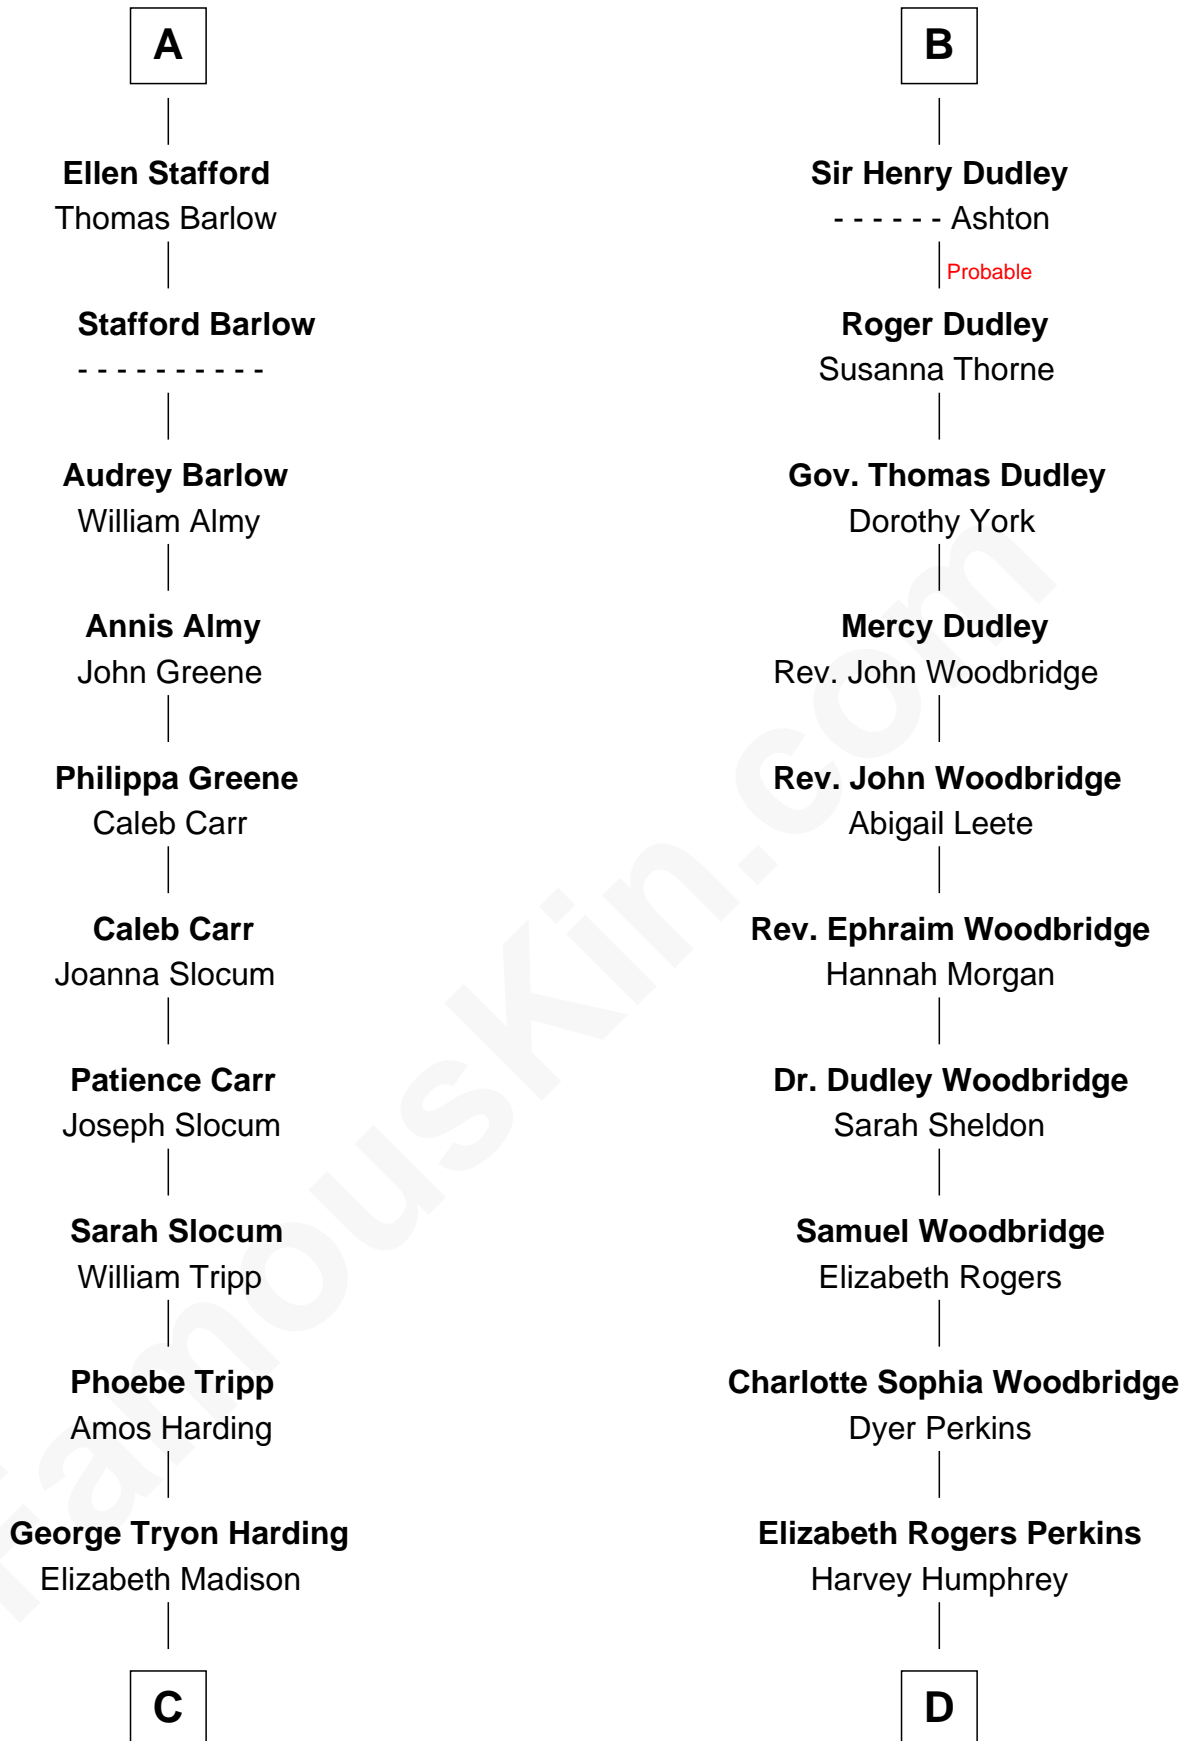 A
Ellen Stafford
Thomas Barlow
Stafford Barlow
- - - - - - - - - -
Audrey Barlow
William Almy
Annis Almy
John Greene
Philippa Greene
Caleb Carr
Caleb Carr
Joanna Slocum
Patience Carr
Joseph Slocum
Sarah Slocum
William Tripp
Phoebe Tripp
Amos Harding
George Tryon Harding
Elizabeth Madison
C
B
Sir Henry Dudley
- - - - - - Ashton
Probable
Roger Dudley
Susanna Thorne
Gov. Thomas Dudley
Dorothy York
Mercy Dudley
Rev. John Woodbridge
Rev. John Woodbridge
Abigail Leete
Rev. Ephraim Woodbridge
Hannah Morgan
Dr. Dudley Woodbridge
Sarah Sheldon
Samuel Woodbridge
Elizabeth Rogers
Charlotte Sophia Woodbridge
Dyer Perkins
Elizabeth Rogers Perkins
Harvey Humphrey
D
FamousKin.com